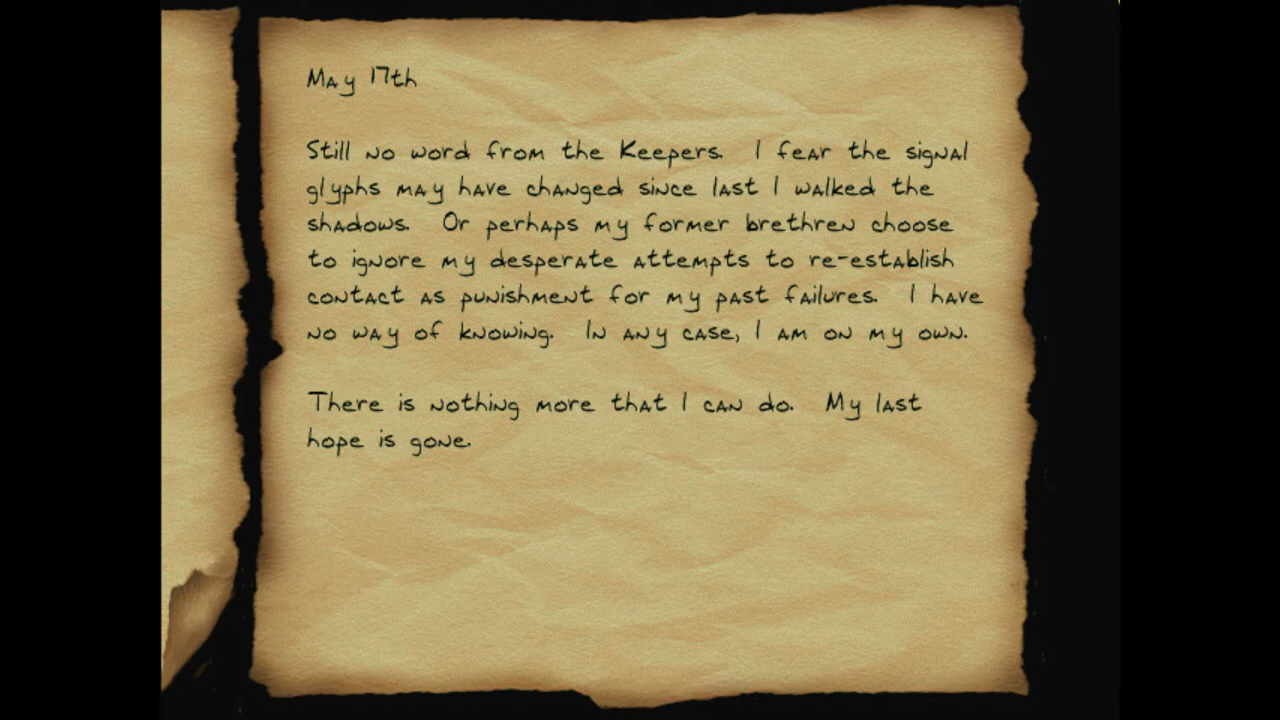 May 17th
Still no word from the Keepers. I fear the signal
glyphs may have changed since last I walked the
shadows. Or perhaps my former brethren choose
to ignore my desperate attempts to re-establish
contact as punishment for my past failures. I have
no way of knowing. In any case, I am on my own.
There is nothing more that I can do. My last
hope is gone.